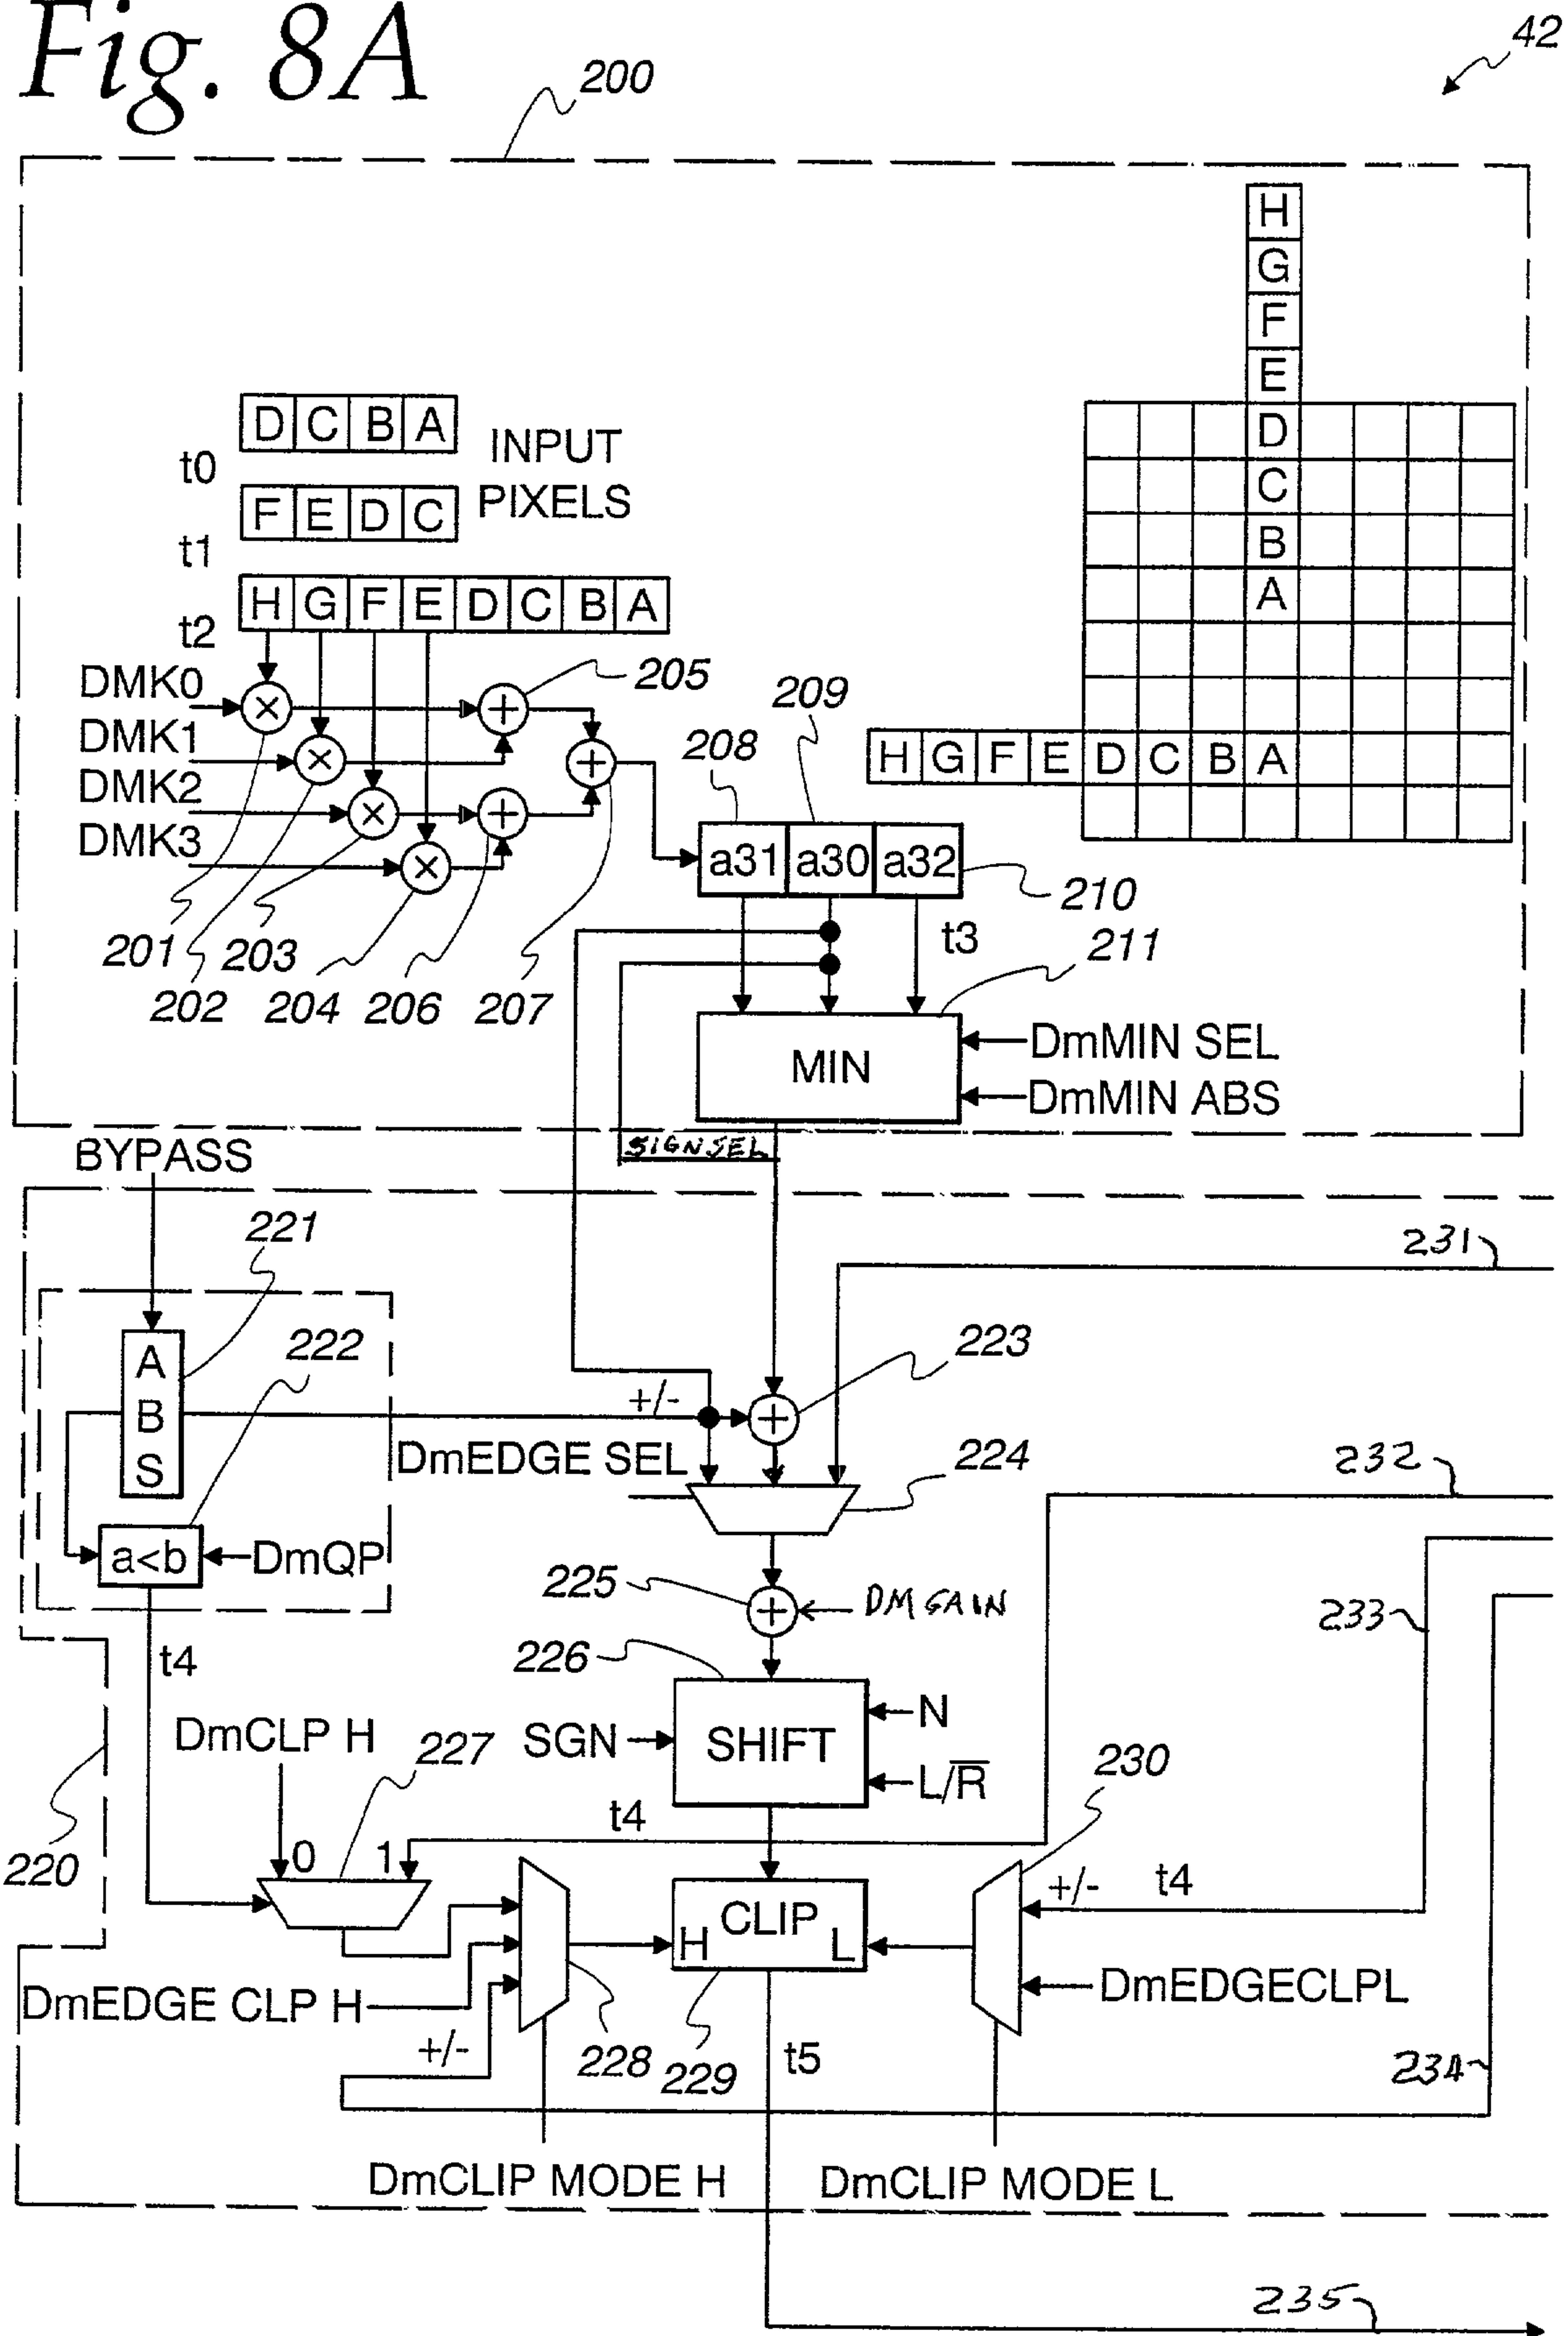 Fig. 8A
200
42
H
G
F
E
D
C
B
A
D C B A
INPUT
PIXELS
t0
F E D C
t1
H G F E D C B A
t2
DMK0
DMK1
DMK2
DMK3
×
×
×
×
+
+
+
205
209
208
H G F E D C B A
a31 a30 a32
210
t3
211
201
203
202
204
206
207
MIN
DmMIN SEL
DmMIN ABS
SIGNSEL
BYPASS
221
231
222
223
A
B
S
+/-
+
DmEDGE SEL
224
232
a<b
DmQP
225
+
DM GAIN
233
t4
226
DmCLP H
227
SGN
SHIFT
N
L/R̅
230
t4
220
0
1
+/-
t4
CLIP
H
L
DmEDGE CLP H
DmEDGECLPL
+/-
228
229
t5
234
DmCLIP MODE H
DmCLIP MODE L
235